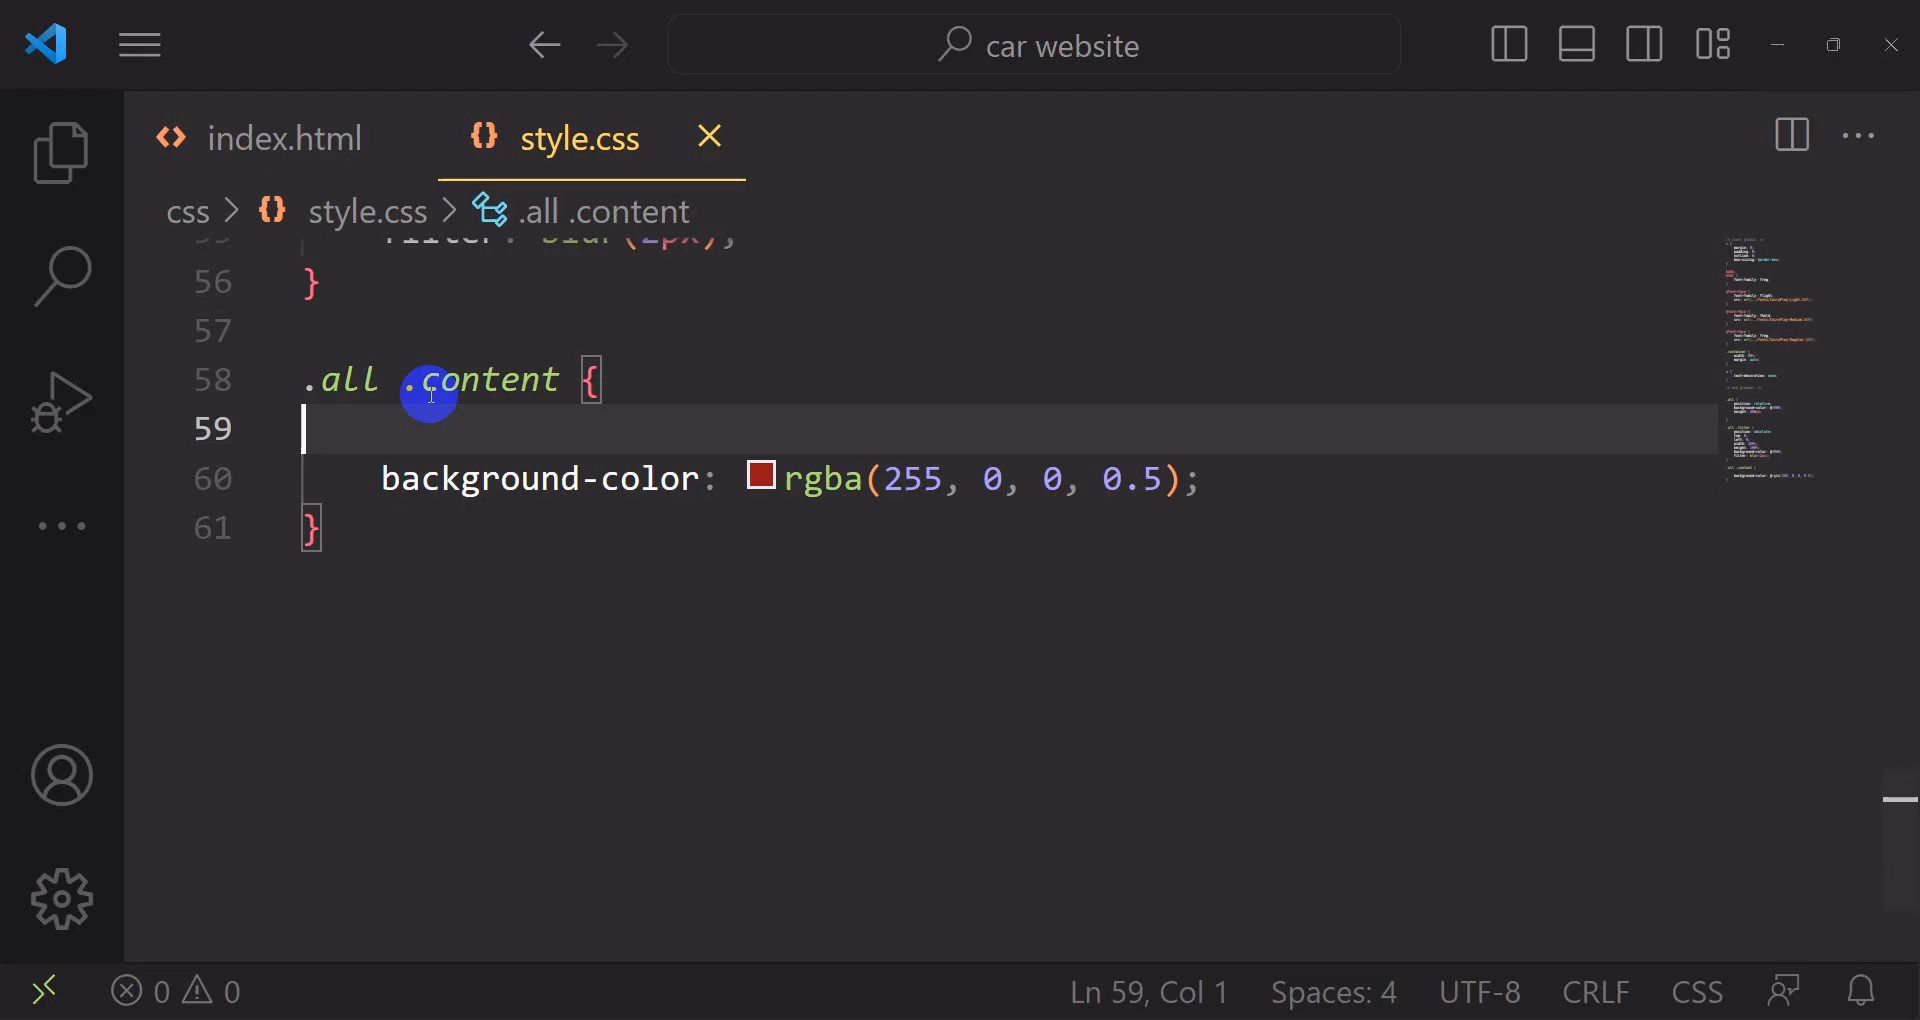 car website
index.html
style.css
css > style.css > .all .content
56 }
57
58 .all .content {
59
60 background-color: rgba(255, 0, 0, 0.5);
61 }
0 0
Ln 59, Col 1 Spaces: 4 UTF-8 CRLF CSS